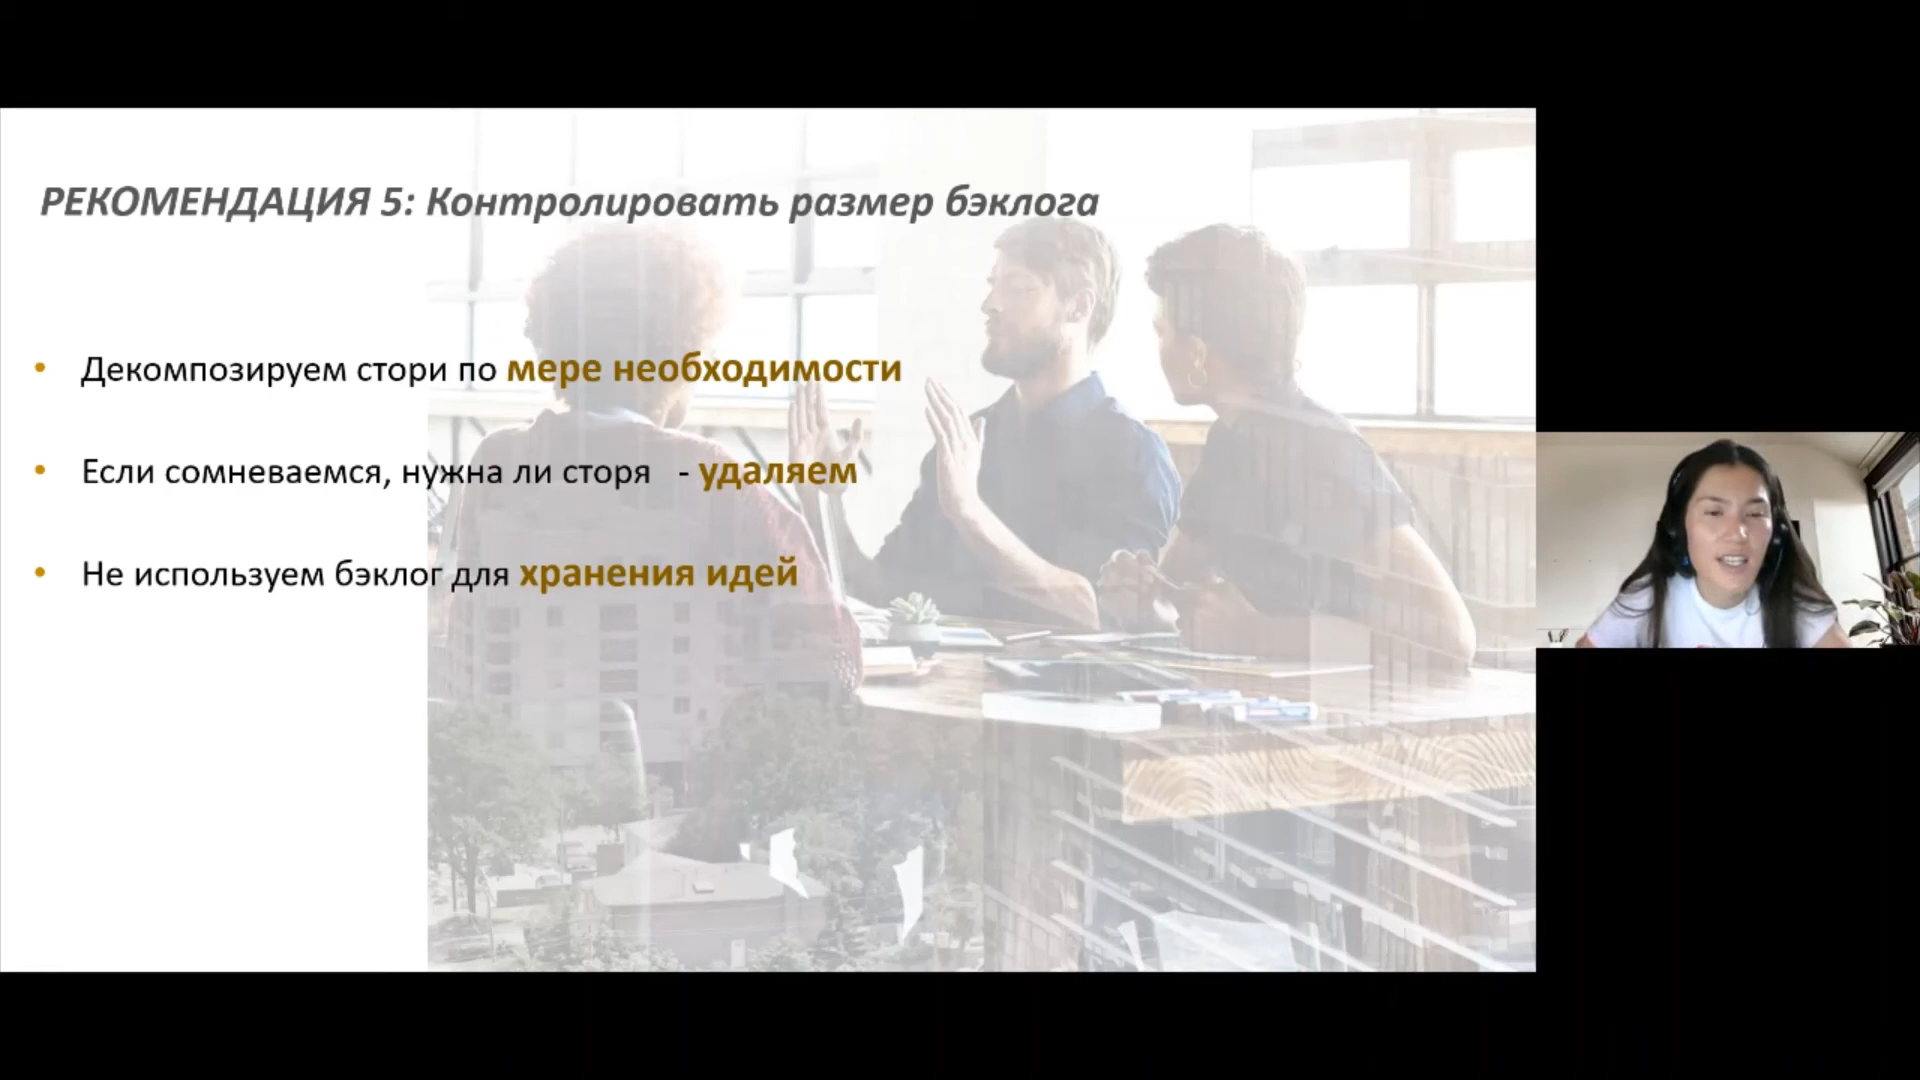 РЕКОМЕНДАЦИЯ 5: Контролировать размер бэклога
• Декомпозируем стори по мере необходимости
• Если сомневаемся, нужна ли сторя - удаляем
• Не используем бэклог для хранения идей